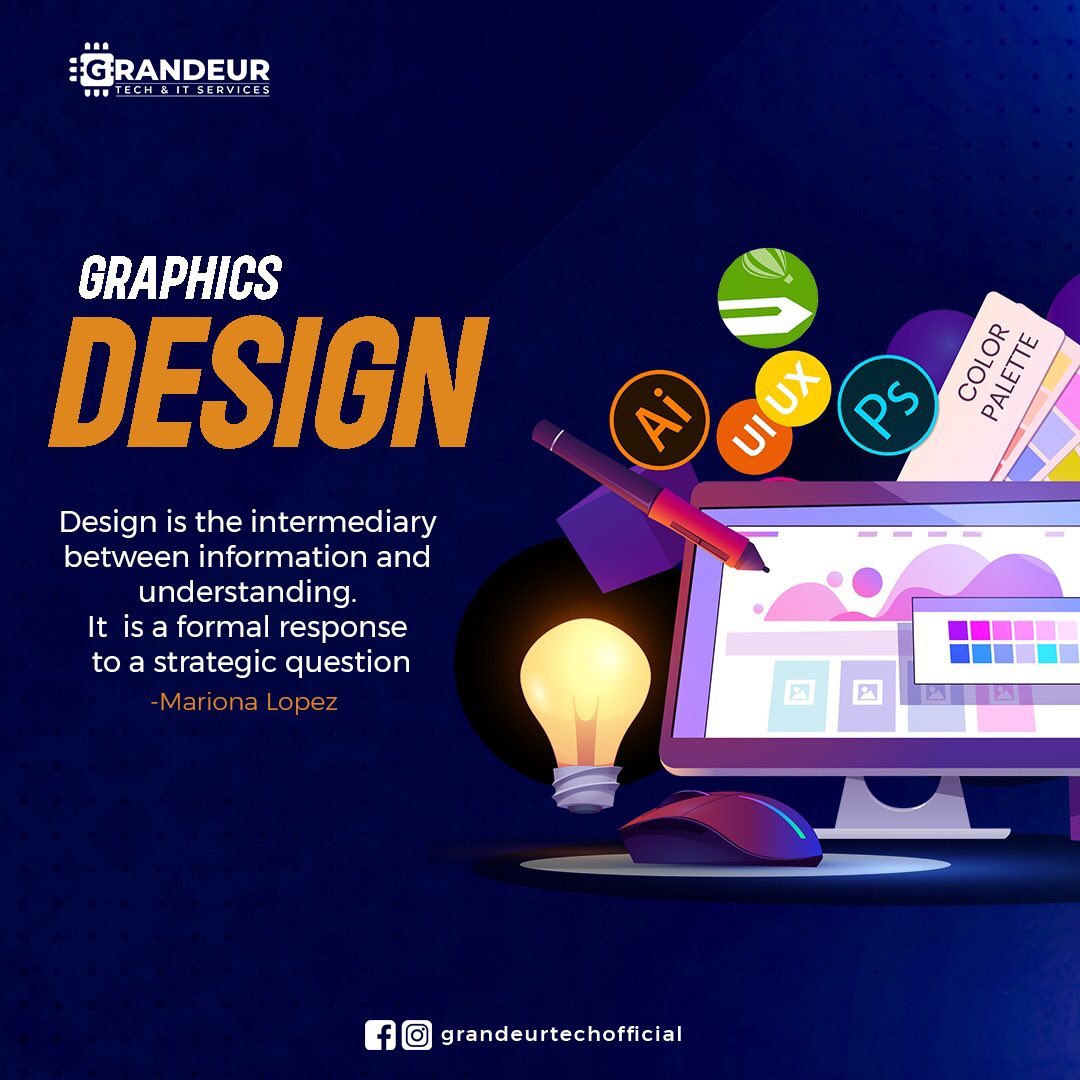 GRANDEUR
TECH & IT SERVICES
GRAPHICS
DESIGN
Design is the intermediary
between information and
understanding.
It  is a formal response
to a strategic question
-Mariona Lopez
Ai
UI
UX
Ps
COLOR
PALETTE
grandeurtechofficial